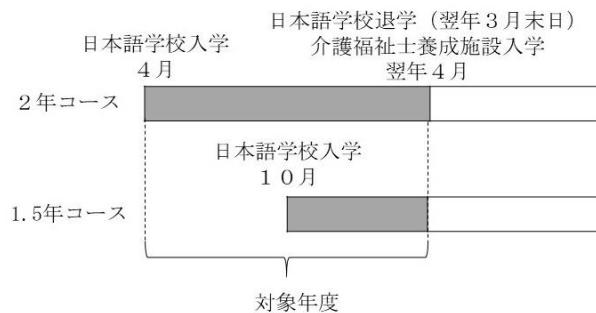 日本語学校入学
４月
日本語学校退学（翌年３月末日）
介護福祉士養成施設入学
翌年４月
２年コース
日本語学校入学
１０月
1.5年コース
対象年度